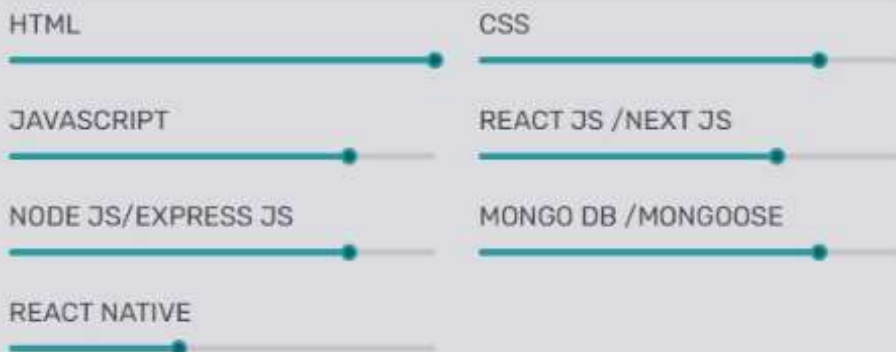 HTML
CSS
JAVASCRIPT
REACT JS /NEXT JS
NODE JS/EXPRESS JS
MONGO DB /MONGOOSE
REACT NATIVE